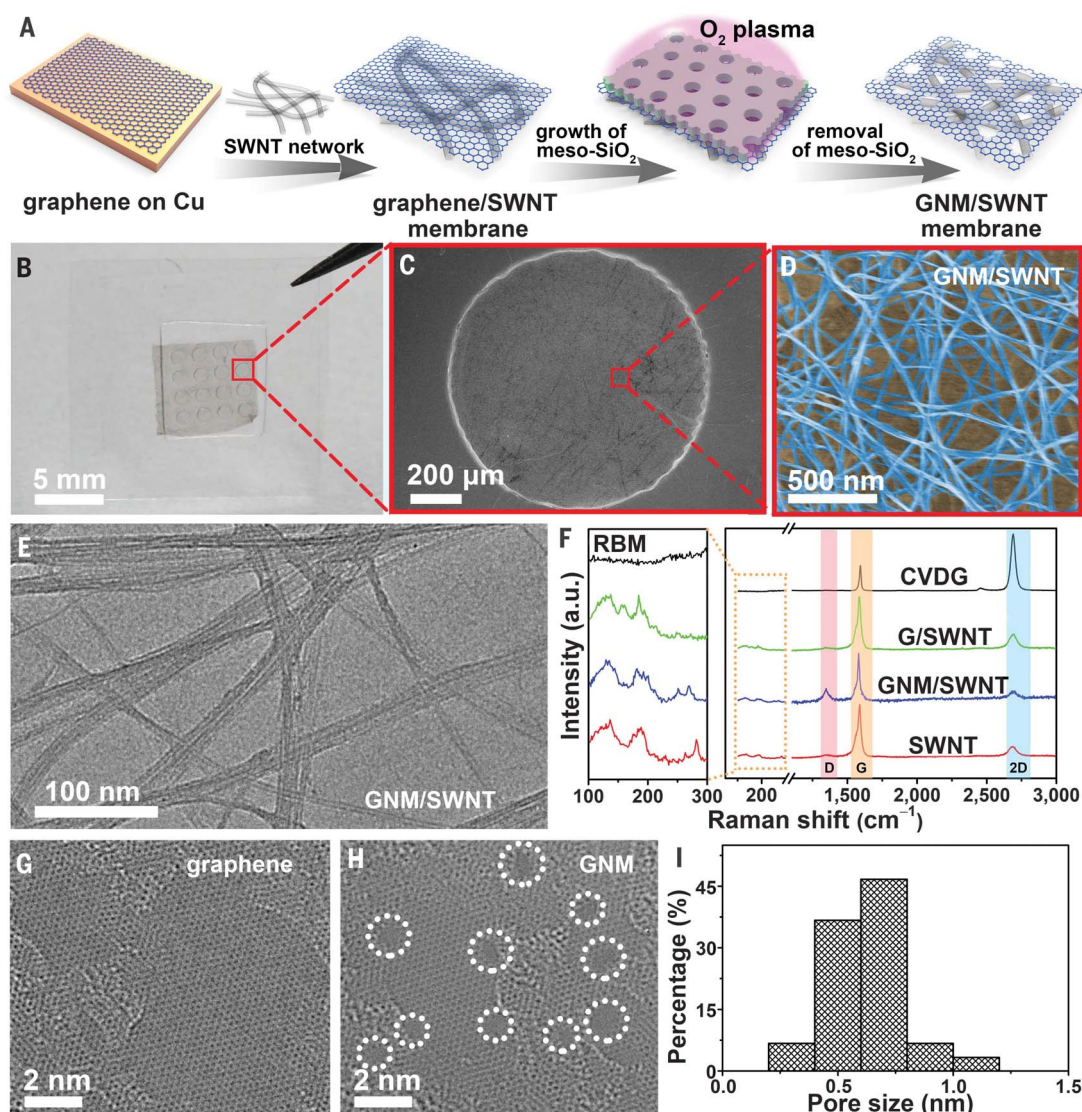 A
O₂ plasma
SWNT network
growth of
meso-SiO₂
removal
of meso-SiO₂
graphene on Cu
graphene/SWNT
membrane
GNM/SWNT
membrane
B
5 mm
C
200 µm
D
GNM/SWNT
500 nm
E
100 nm
GNM/SWNT
F
RBM
CVDG
G/SWNT
GNM/SWNT
SWNT
D
G
2D
Intensity (a.u.)
100
150
200
250
300
200
1,500
2,000
2,500
3,000
Raman shift (cm⁻¹)
G
graphene
2 nm
H
GNM
2 nm
I
Percentage (%)
45
30
15
0
0.0
0.5
1.0
1.5
Pore size (nm)